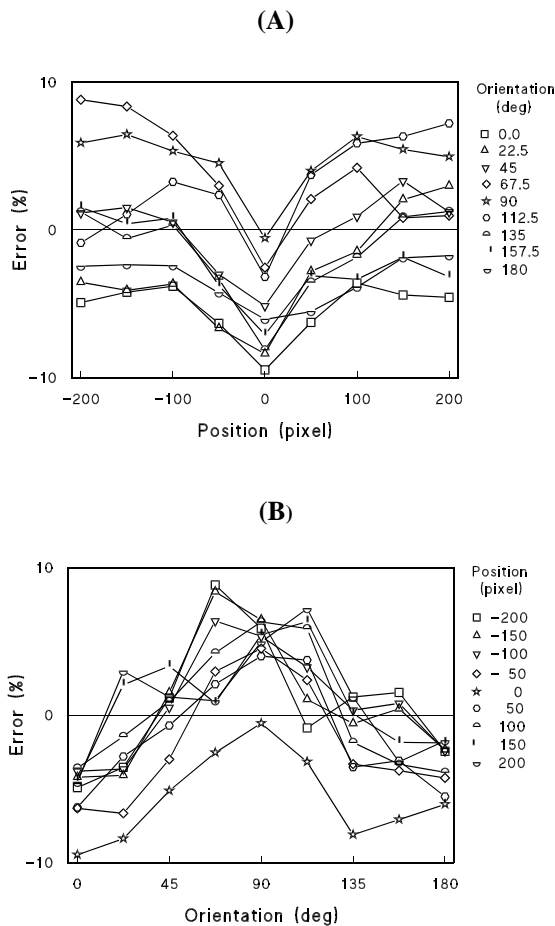 (A)
Orientation
(deg)
0.0
22.5
45
67.5
90
112.5
135
157.5
180
10
0
-10
Error (%)
-200 -100 0 100 200
Position (pixel)
(B)
Position
(pixel)
-200
-150
-100
- 50
0
50
100
150
200
10
0
-10
Error (%)
0 45 90 135 180
Orientation (deg)